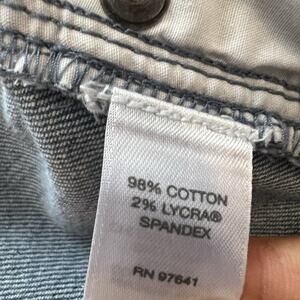 98% COTTON
2% LYCRA®
SPANDEX
RN 97641